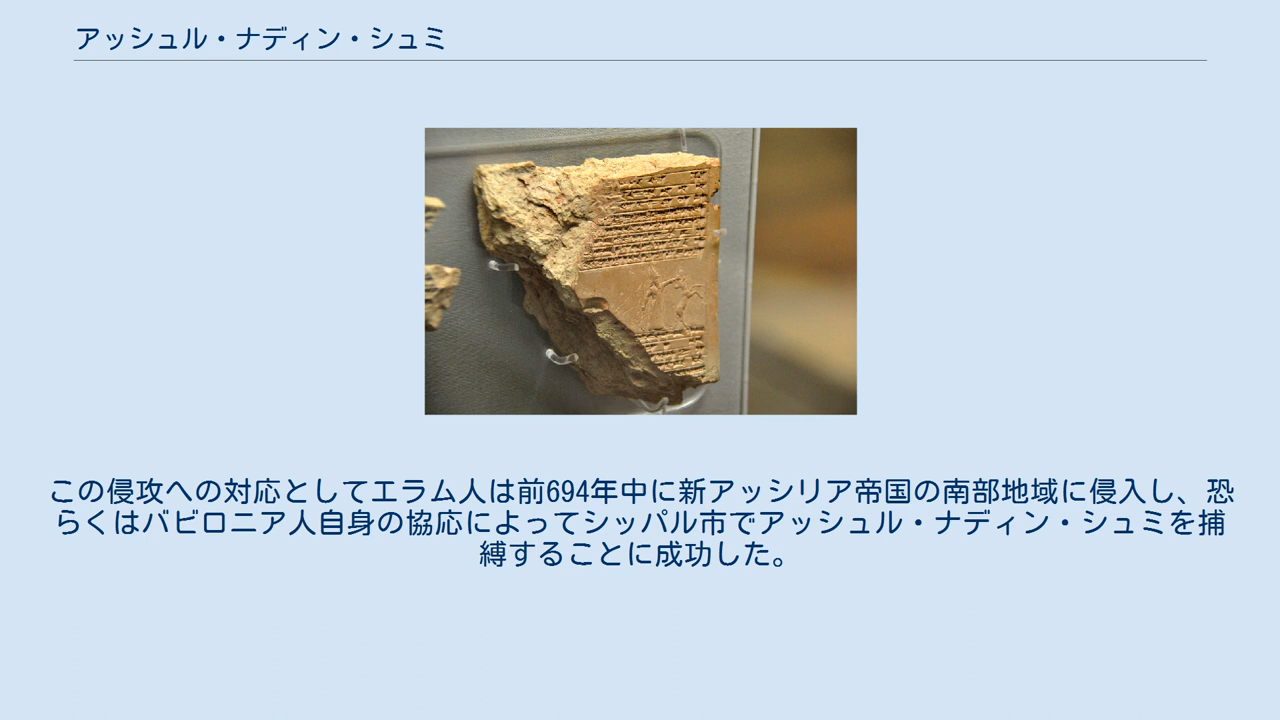 アッシュル・ナディン・シュミ
この侵攻への対応としてエラム人は前694年中に新アッシリア帝国の南部地域に侵入し、恐
らくはバビロニア人自身の協応によってシッパル市でアッシュル・ナディン・シュミを捕
縛することに成功した。